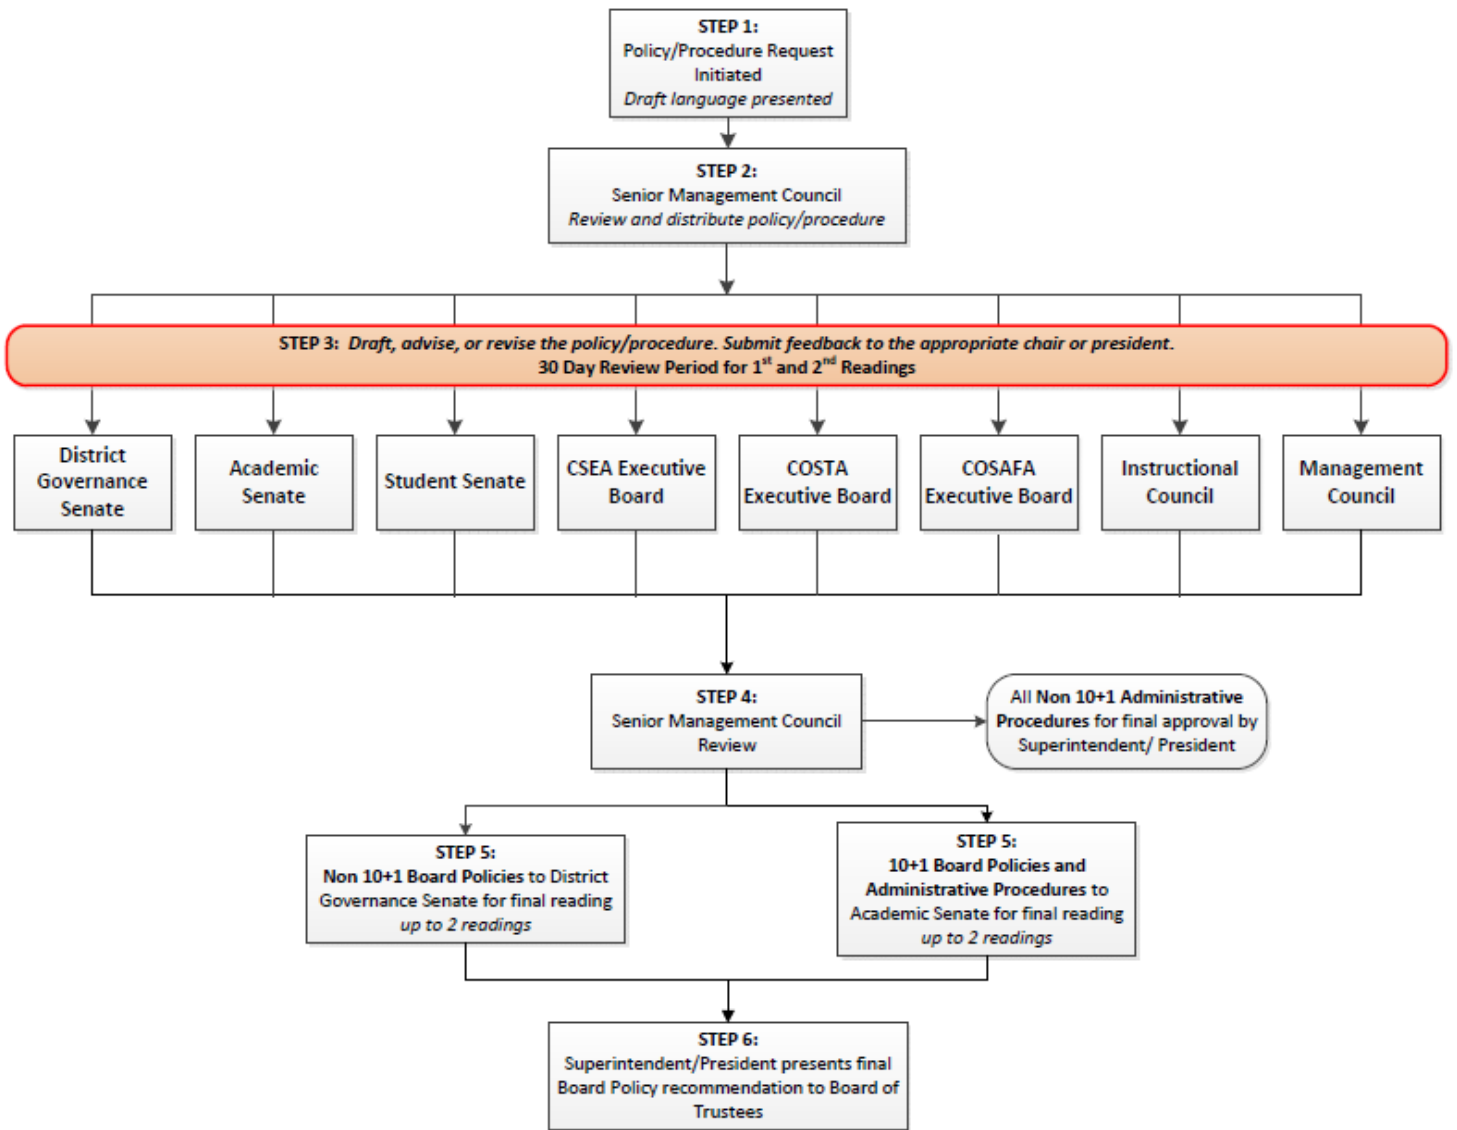 STEP 1:
Policy/Procedure Request
Initiated
Draft language presented
STEP 2:
Senior Management Council
Review and distribute policy/procedure
STEP 3: Draft, advise, or revise the policy/procedure. Submit feedback to the appropriate chair or president.
30 Day Review Period for 1st and 2nd Readings
District
Governance
Senate
Academic
Senate
Student Senate
CSEA Executive
Board
COSTA
Executive Board
COSAFA
Executive Board
Instructional
Council
Management
Council
STEP 4:
Senior Management Council
Review
All Non 10+1 Administrative
Procedures for final approval by
Superintendent/ President
STEP 5:
Non 10+1 Board Policies to District
Governance Senate for final reading
up to 2 readings
STEP 5:
10+1 Board Policies and
Administrative Procedures to
Academic Senate for final reading
up to 2 readings
STEP 6:
Superintendent/President presents final
Board Policy recommendation to Board of
Trustees